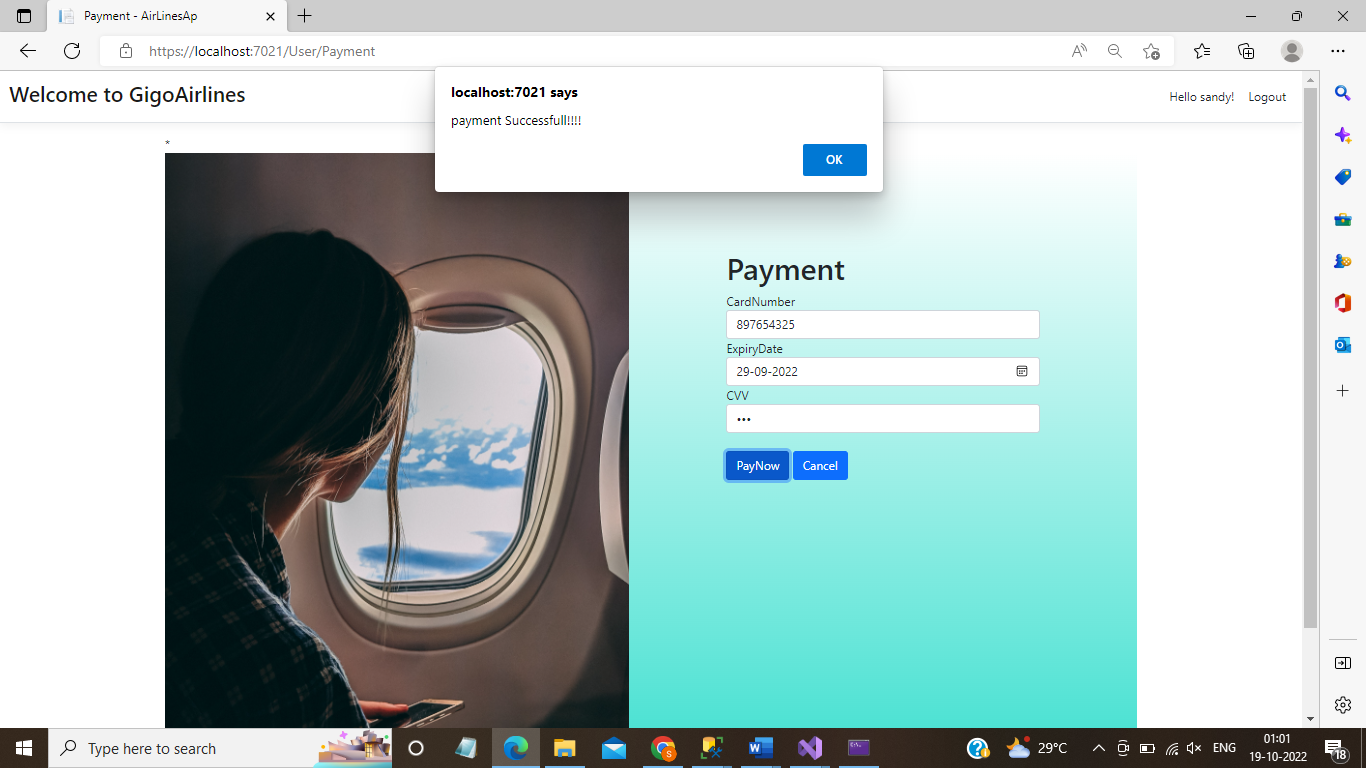 Payment - AirLinesAp
https://localhost:7021/User/Payment
Welcome to GigoAirlines
Hello sandy! Logout
localhost:7021 says
payment Successfull!!!!
OK
*
Payment
CardNumber
897654325
ExpiryDate
29-09-2022
CVV
•••
PayNow Cancel
Type here to search
29°C
ENG
01:01
19-10-2022
18